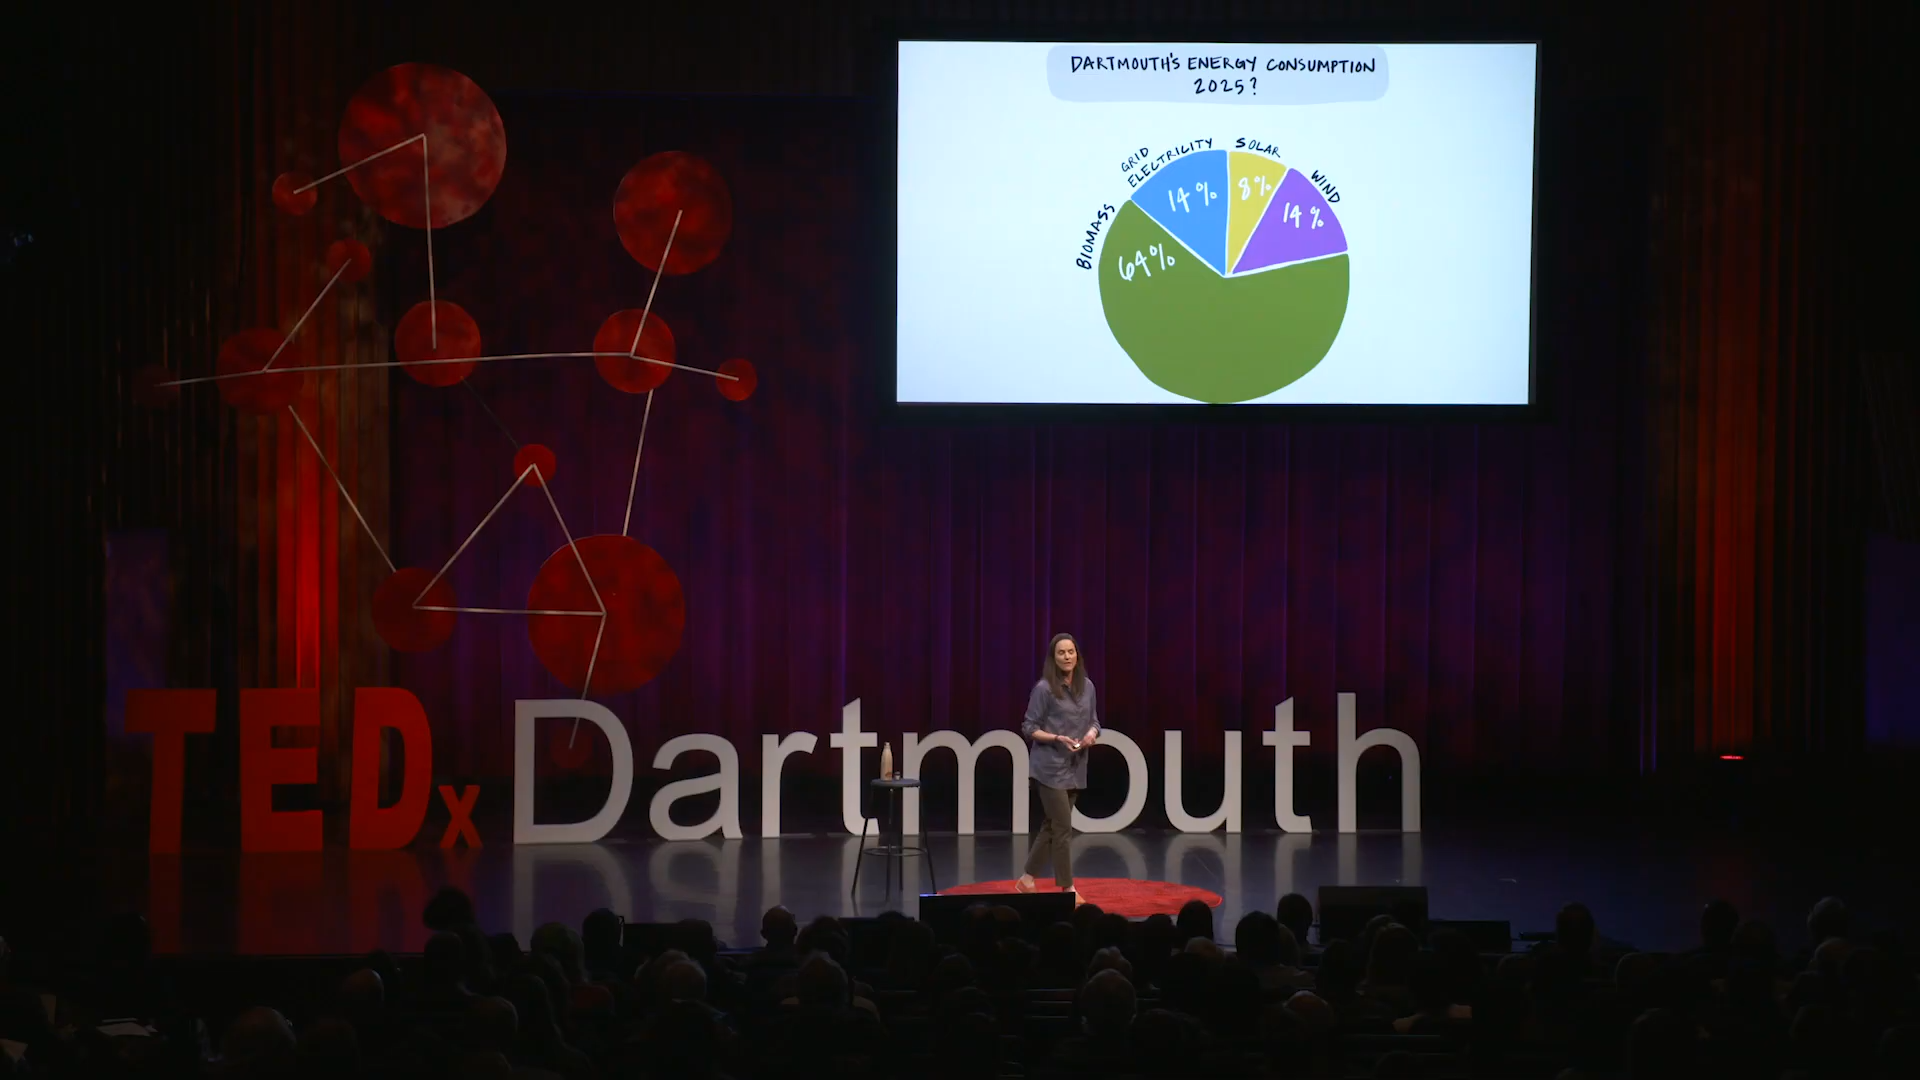 DARTMOUTH'S ENERGY CONSUMPTION
2025?
GRID
ELECTRICITY
SOLAR
WIND
BIOMASS
14%
8%
14%
64%
TEDx Dartmouth